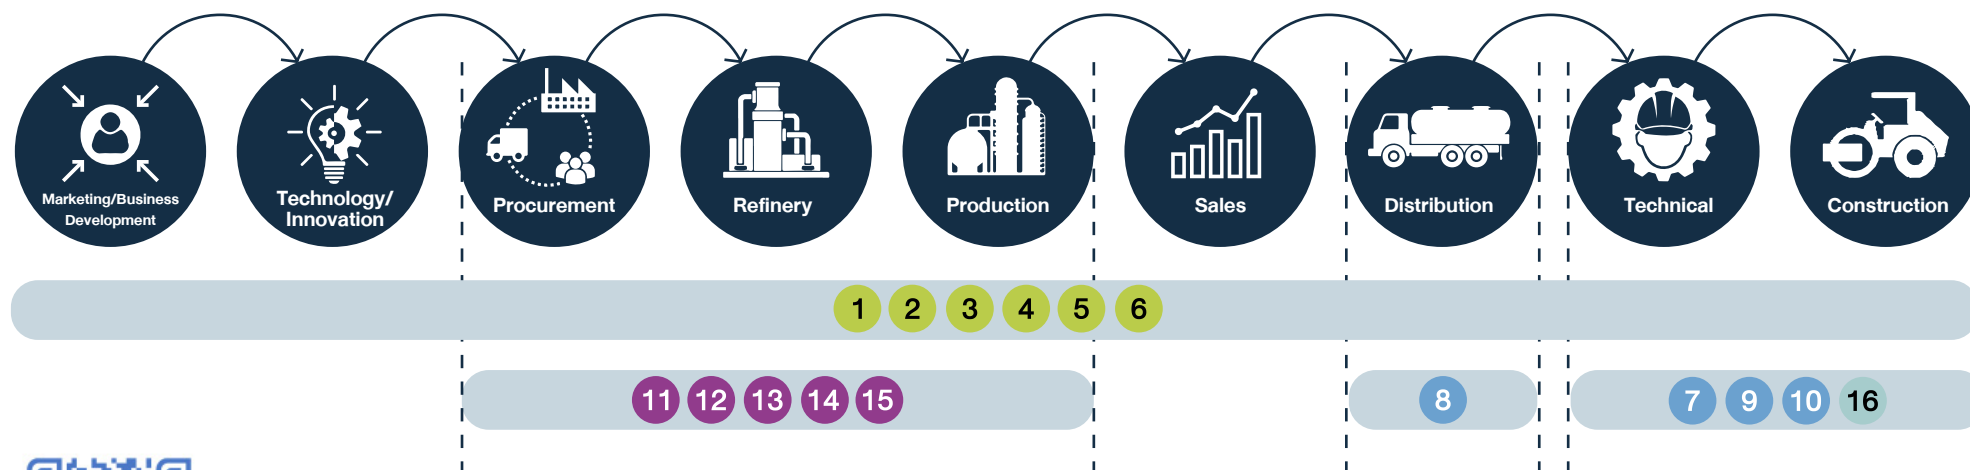 Marketing/Business
Development
Technology/
Innovation
Procurement
Refinery
Production
Sales
Distribution
Technical
Construction
1 2 3 4 5 6
11 12 13 14 15
8
7 9 10 16